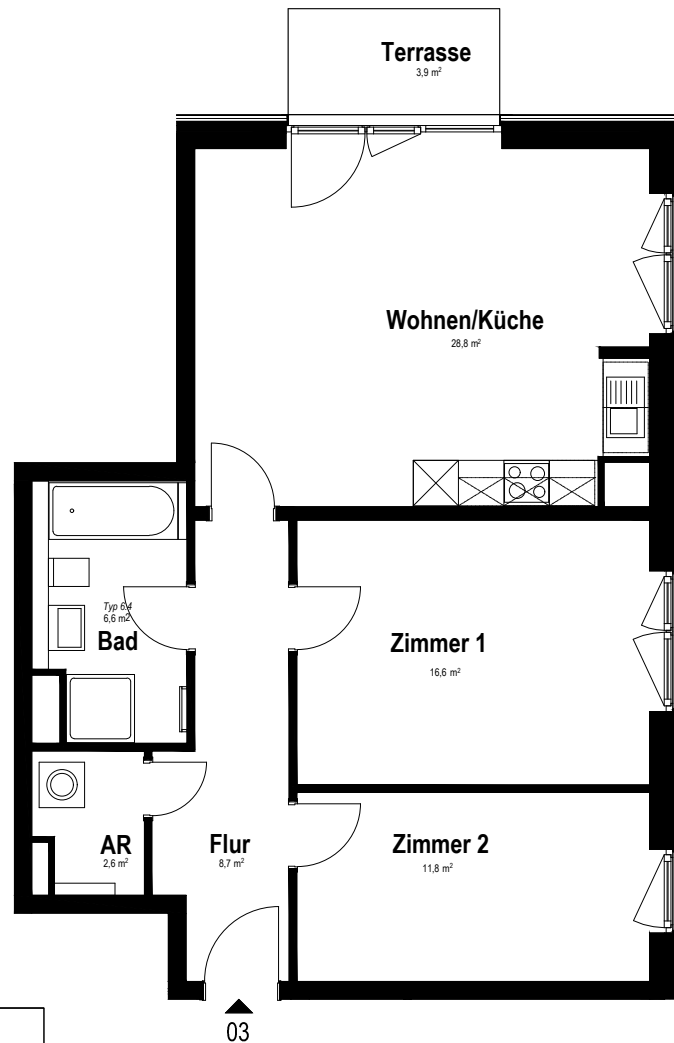 Terrasse
3,9 m²
Wohnen/Küche
28,8 m²
Typ 6.4
6,6 m²
Bad
Zimmer 1
16,6 m²
AR
2,6 m²
Flur
8,7 m²
Zimmer 2
11,8 m²
03